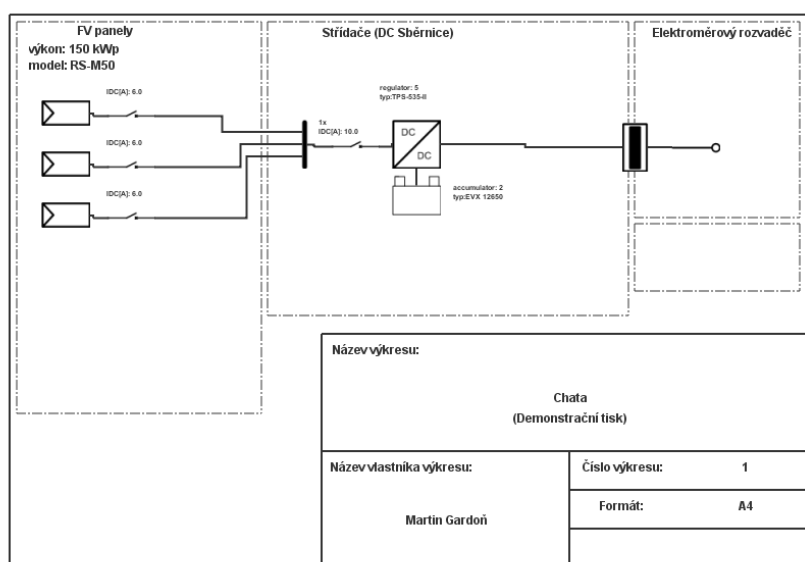 FV panely
výkon: 150 kWp
model: RS-M50
IDC[A]: 6.0
IDC[A]: 6.0
IDC[A]: 6.0
Střídače (DC Sběrnice)
1x
IDC[A]: 10.0
regulator: 5
typ:TPS-535-II
DC
DC
accumulator: 2
typ:EVX 12650
Elektroměrový rozvaděč
Název výkresu:
Chata
(Demonstrační tisk)
Název vlastníka výkresu:
Martin Gardoň
Číslo výkresu: 1
Formát: A4